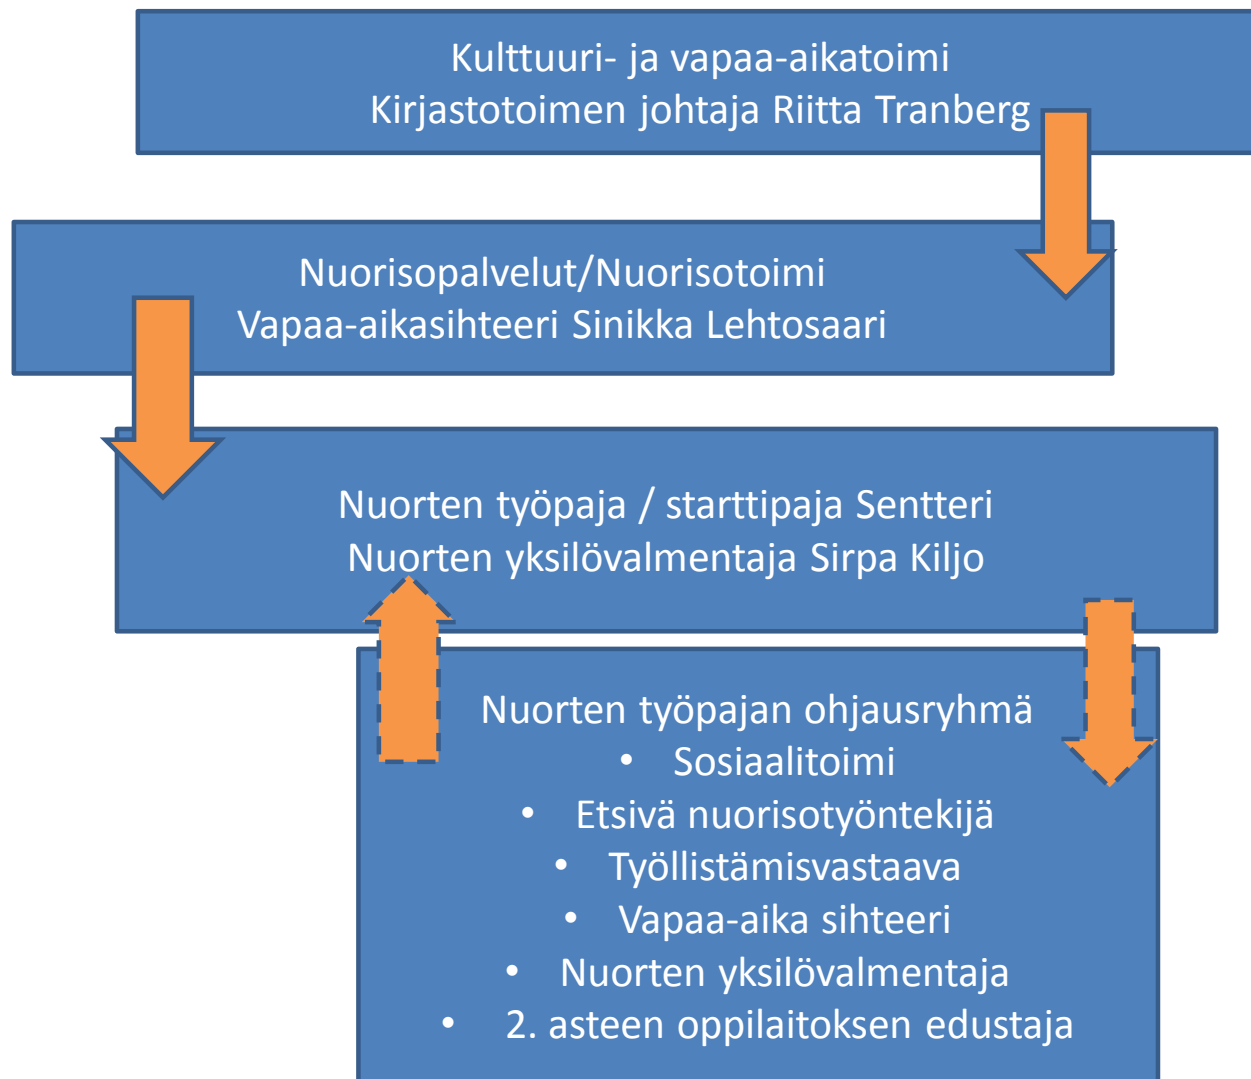 Kulttuuri- ja vapaa-aikatoimi
Kirjastotoimen johtaja Riitta Tranberg
Nuorisopalvelut/Nuorisotoimi
Vapaa-aikasihteeri Sinikka Lehtosaari
Nuorten työpaja / starttipaja Sentteri
Nuorten yksilövalmentaja Sirpa Kiljo
Nuorten työpajan ohjausryhmä
• Sosiaalitoimi
• Etsivä nuorisotyöntekijä
• Työllistämisvastaava
• Vapaa-aika sihteeri
• Nuorten yksilövalmentaja
• 2. asteen oppilaitoksen edustaja